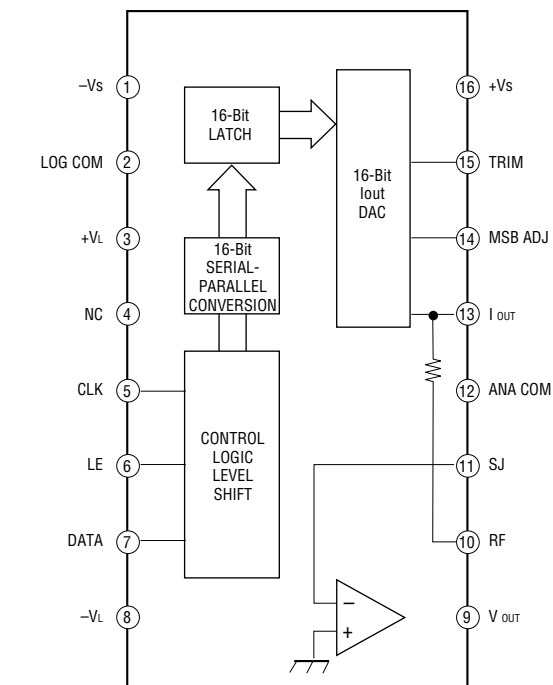 –Vs 1
LOG COM 2
+VL 3
NC 4
CLK 5
LE 6
DATA 7
–VL 8
16-Bit
LATCH
16-Bit
SERIAL-
PARALLEL
CONVERSION
CONTROL
LOGIC
LEVEL
SHIFT
16-Bit
Iout
DAC
–
+
16 +Vs
15 TRIM
14 MSB ADJ
13 I OUT
12 ANA COM
11 SJ
10 RF
9 V OUT